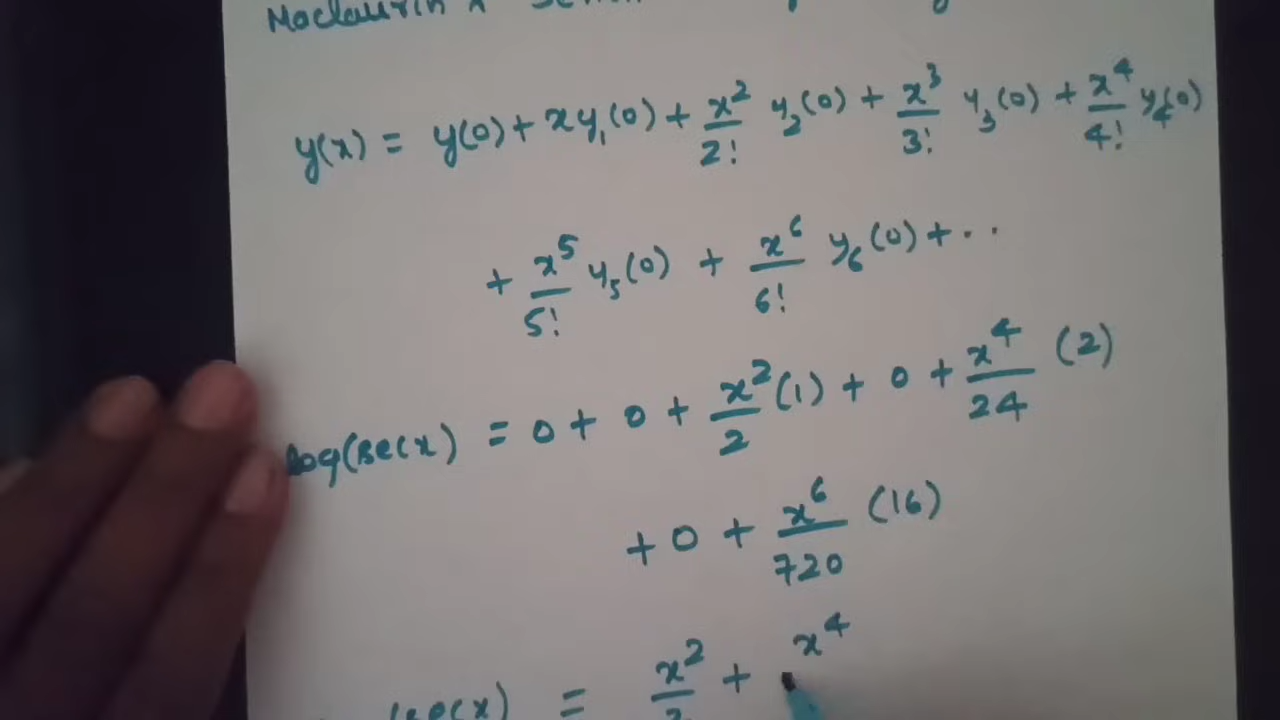 Maclaurin's
y(x) = y(0) + xy₁(0) + x²/2! y₂(0) + x³/3! y₃(0) + x⁴/4! y₄(0)
+ x⁵/5! y₅(0) + x⁶/6! y₆(0) + ..
log(sec x) = 0 + 0 + x²/2 (1) + 0 + x⁴/24 (2)
+ 0 + x⁶/720 (16)
(sec x) = x²/2 + x⁴